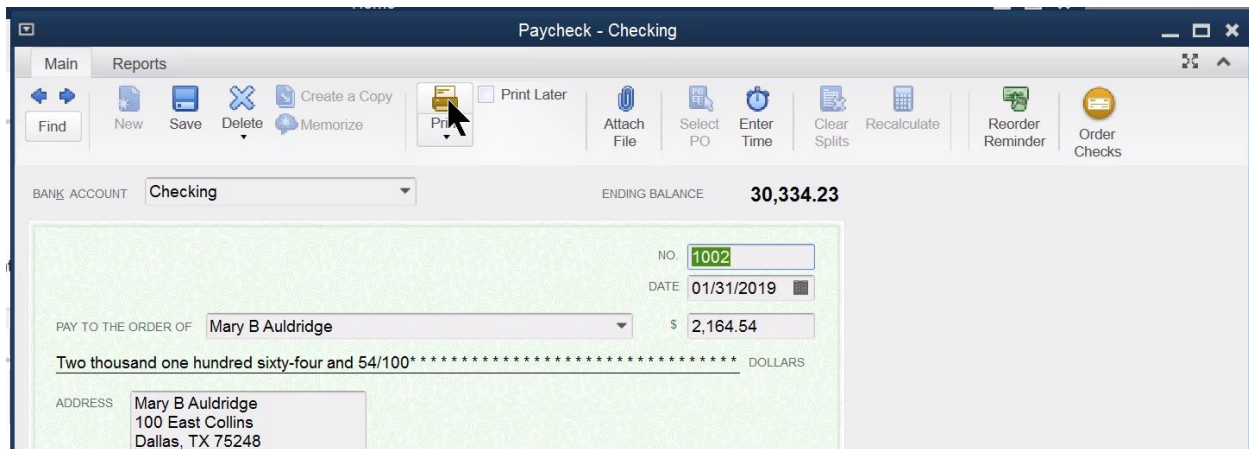 Paycheck - Checking
Main Reports
Find
New
Save
Delete
Create a Copy
Memorize
Print Later
Attach File
Select PO
Enter Time
Clear Splits
Recalculate
Reorder Reminder
Order Checks
BANK ACCOUNT Checking
ENDING BALANCE 30,334.23
NO. 1002
DATE 01/31/2019
PAY TO THE ORDER OF Mary B Auldridge $ 2,164.54
Two thousand one hundred sixty-four and 54/100* * * * * * * * * * * * * * * * * * * * * * * * * * * * * * * * * DOLLARS
ADDRESS Mary B Auldridge
100 East Collins
Dallas, TX 75248